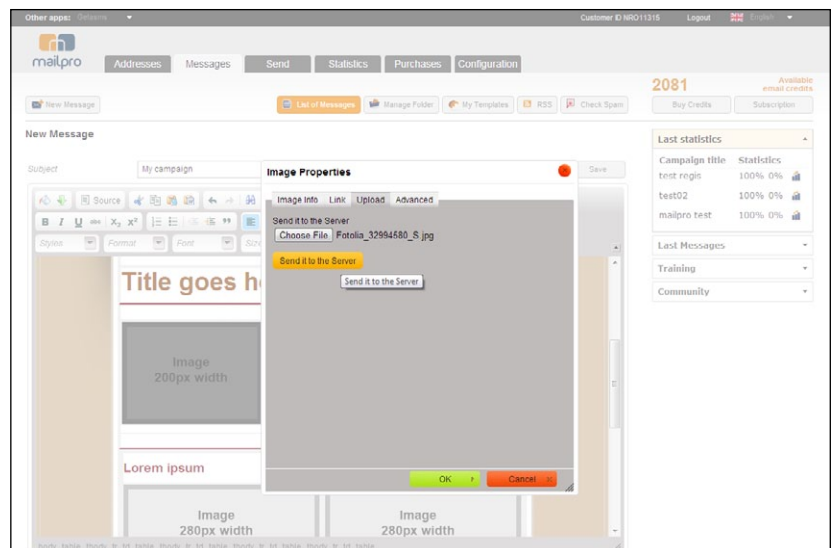 Other apps: Getsons
Customer ID NRO11315 Logout English
mailpro
Addresses Messages Send Statistics Purchases Configuration
2081 Available email credits
New Message
List of Messages Manage Folder My Templates RSS Check Spam
Buy Credits Subscription
New Message
Subject My campaign Save
Last statistics
Campaign title Statistics
test regis 100% 0%
test02 100% 0%
mailpro test 100% 0%
Last Messages
Training
Community
Source
B I U abc X₂ X²
Styles Format Font Size
Image Properties
Image Info Link Upload Advanced
Send it to the Server
Choose File Fotolia_32994580_S.jpg
Send it to the Server
Send it to the Server
OK Cancel
Title goes h
Image
200px width
Lorem ipsum
Image
280px width
Image
280px width